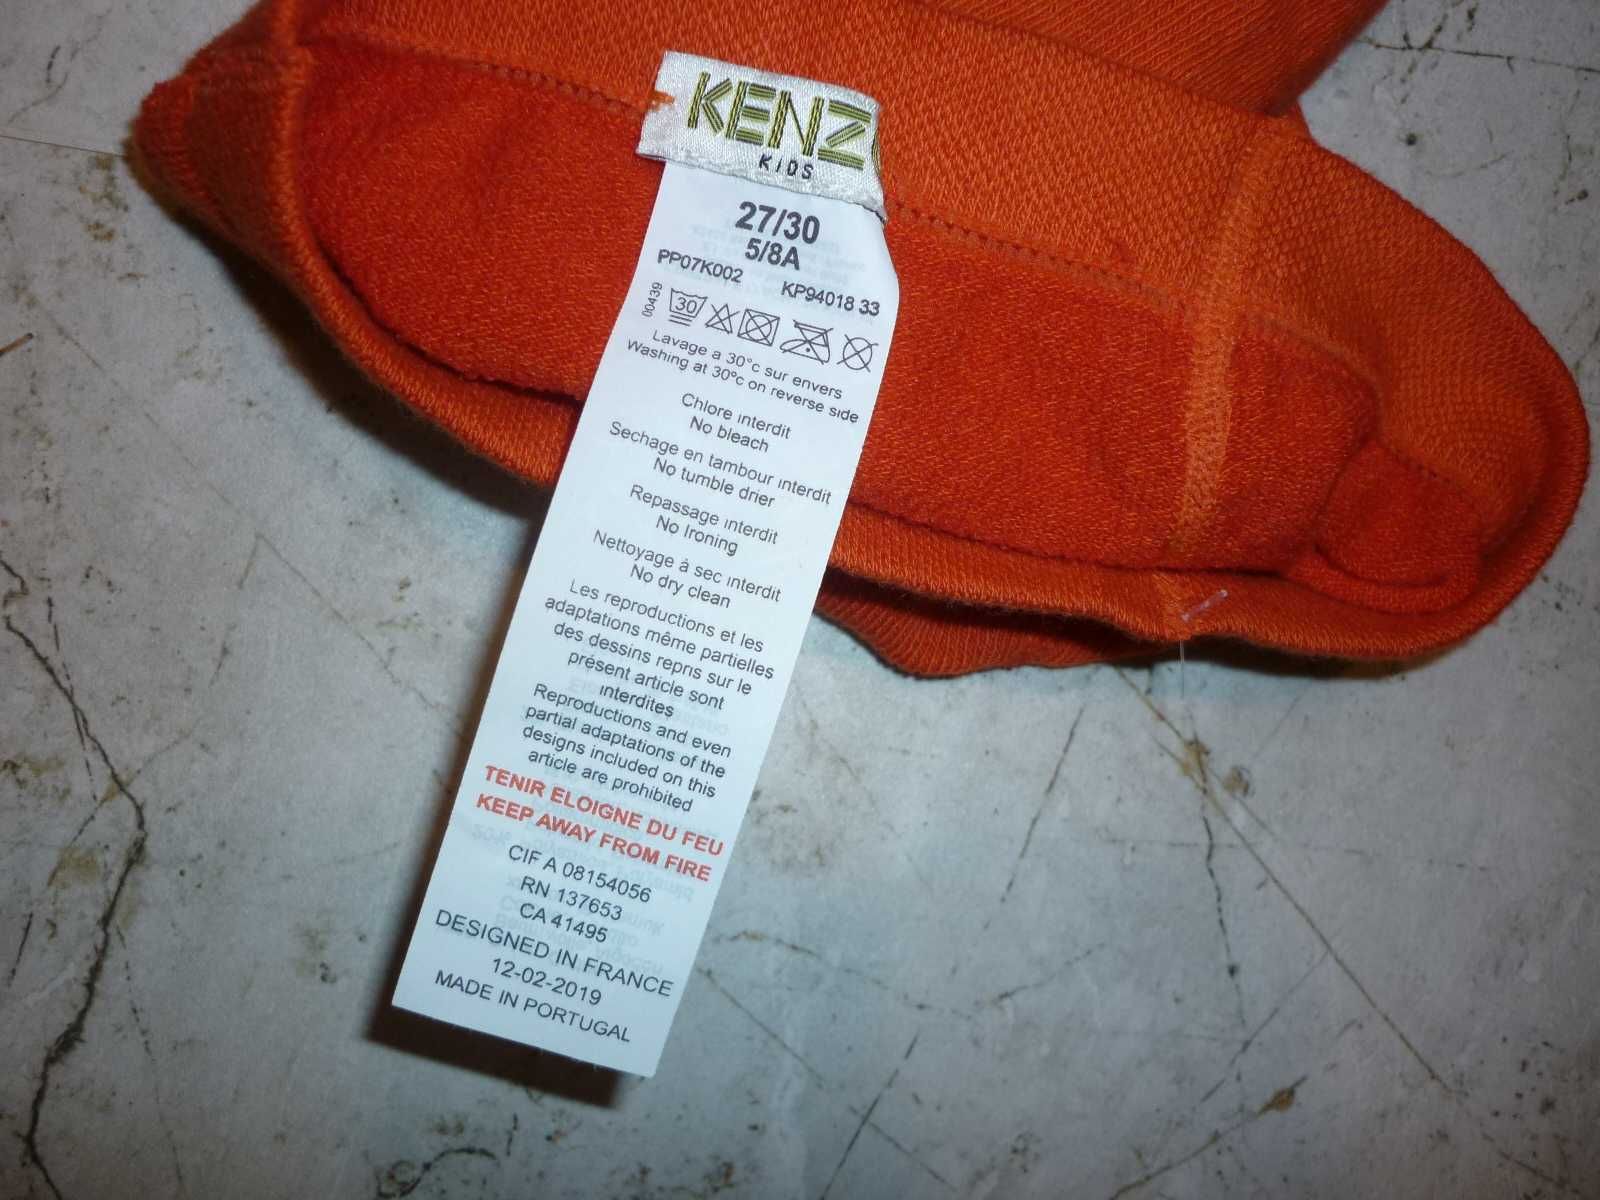 KENZO
KIDS
27/30
5/8A
PP07K002 KP94018 33
00439
30
Lavage a 30°c sur envers
Washing at 30°c on reverse side
Chlore interdit
No bleach
Sechage en tambour interdit
No tumble drier
Repassage interdit
No Ironing
Nettoyage à sec interdit
No dry clean
Les reproductions et les
adaptations même partielles
des dessins repris sur le
présent article sont
interdites
Reproductions and even
partial adaptations of the
designs included on this
article are prohibited
TENIR ELOIGNE DU FEU
KEEP AWAY FROM FIRE
CIF A 08154056
RN 137653
CA 41495
DESIGNED IN FRANCE
12-02-2019
MADE IN PORTUGAL